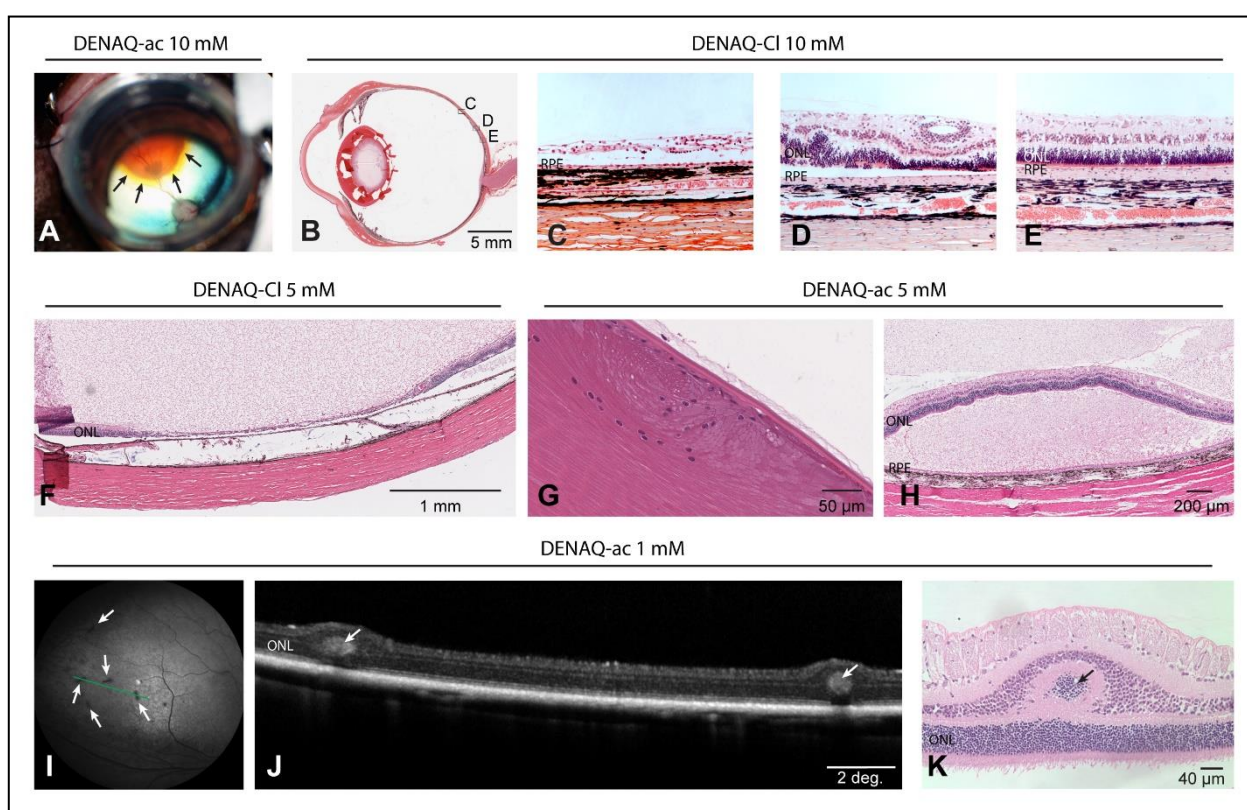 DENAQ-ac 10 mM
DENAQ-Cl 10 mM
A
B
C
D
E
5 mm
RPE
C
ONL
RPE
D
ONL
RPE
E
DENAQ-Cl 5 mM
DENAQ-ac 5 mM
ONL
F
1 mm
G
50 µm
ONL
RPE
H
200 µm
DENAQ-ac 1 mM
I
ONL
J
2 deg.
ONL
K
40 µm